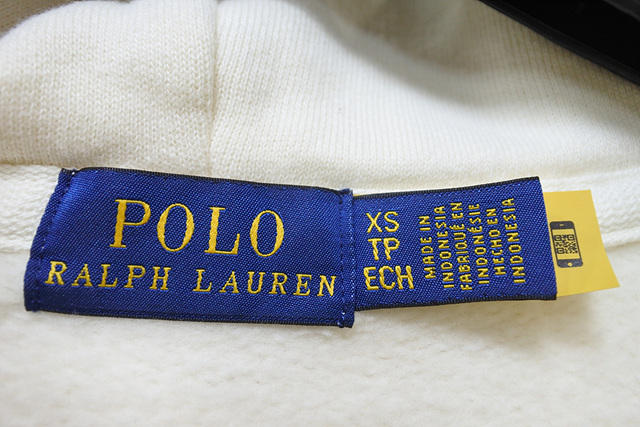 POLO
RALPH LAUREN
XS
TP
ECH
MADE IN
INDONESIA
FABRIQUÉ EN
INDONÉSIE
HECHO EN
INDONESIA